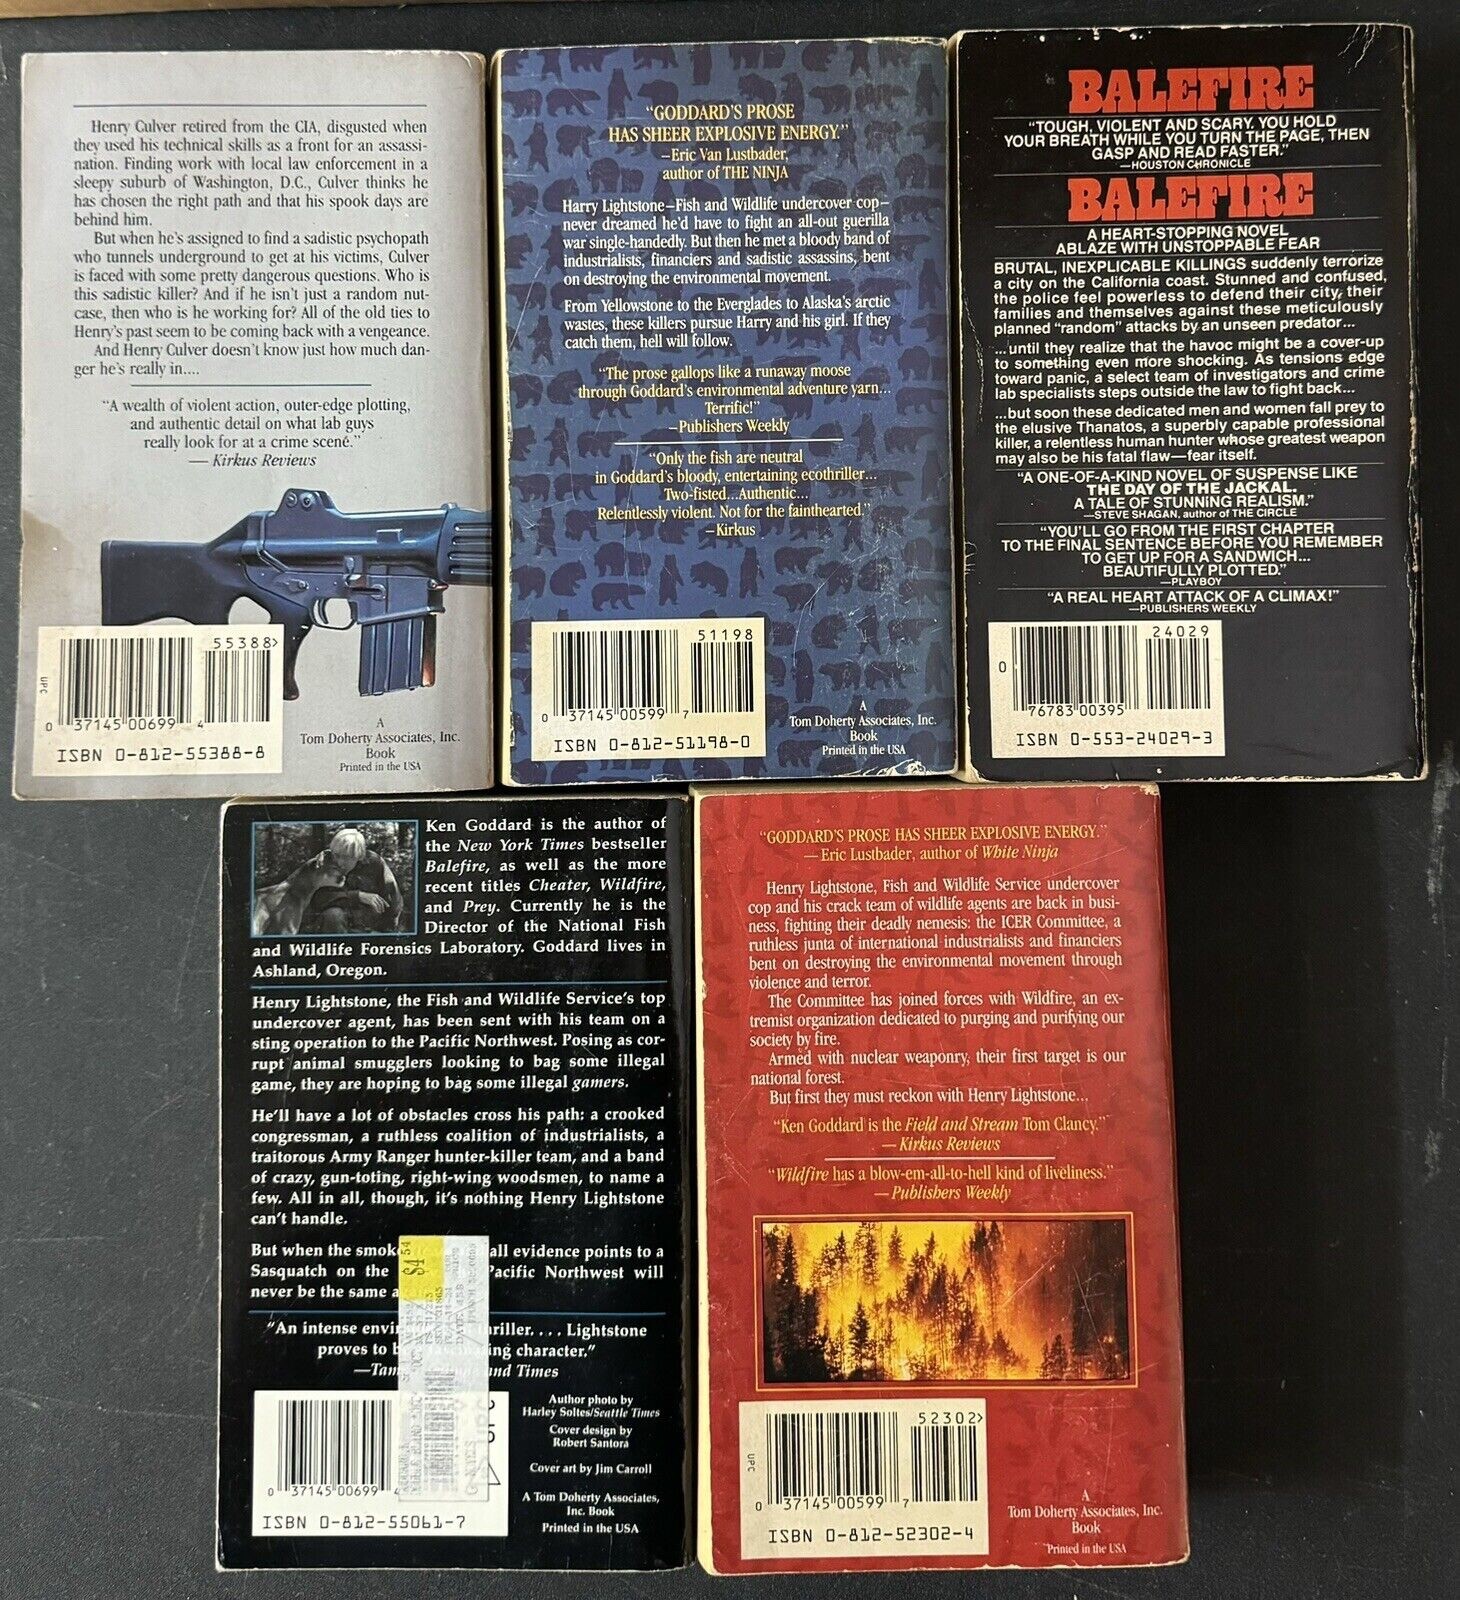 Henry Culver retired from the CIA, disgusted when
they used his technical skills as a front for an assassi-
nation. Finding work with local law enforcement in a
sleepy suburb of Washington, D.C., Culver thinks he
has chosen the right path and that his spook days are
behind him.
But when he's assigned to find a sadistic psychopath
who tunnels underground to get at his victims, Culver
is faced with some pretty dangerous questions. Who is
this sadistic killer? And if he isn't just a random nut-
case, then who is he working for? All of the old ties to
Henry's past seem to be coming back with a vengeance.
And Henry Culver doesn't know just how much dan-
ger he's really in....
"A wealth of violent action, outer-edge plotting,
and authentic detail on what lab guys
really look for at a crime scene."
— Kirkus Reviews
55388>
UPC
0 37145 00699 4
ISBN 0-812-55388-8
A
Tom Doherty Associates, Inc.
Book
Printed in the USA
"GODDARD'S PROSE
HAS SHEER EXPLOSIVE ENERGY."
—Eric Van Lustbader,
author of THE NINJA
Harry Lightstone—Fish and Wildlife undercover cop—
never dreamed he'd have to fight an all-out guerilla
war single-handedly. But then he met a bloody band of
industrialists, financiers and sadistic assassins, bent
on destroying the environmental movement.
From Yellowstone to the Everglades to Alaska's arctic
wastes, these killers pursue Harry and his girl. If they
catch them, hell will follow.
"The prose gallops like a runaway moose
through Goddard's environmental adventure yarn...
Terrific!"
—Publishers Weekly
"Only the fish are neutral
in Goddard's bloody, entertaining ecothriller...
Two-fisted...Authentic...
Relentlessly violent. Not for the fainthearted."
—Kirkus
51198
0 37145 00599 7
ISBN 0-812-51198-0
A
Tom Doherty Associates, Inc.
Book
Printed in the USA
BALEFIRE
"TOUGH, VIOLENT AND SCARY. YOU HOLD
YOUR BREATH WHILE YOU TURN THE PAGE, THEN
GASP AND READ FASTER."
—HOUSTON CHRONICLE
BALEFIRE
A HEART-STOPPING NOVEL
ABLAZE WITH UNSTOPPABLE FEAR
BRUTAL, INEXPLICABLE KILLINGS suddenly terrorize
a city on the California coast. Stunned and confused,
the police feel powerless to defend their city, their
families and themselves against these meticulously
planned "random" attacks by an unseen predator...
...until they realize that the havoc might be a cover-up
to something even more shocking. As tensions edge
toward panic, a select team of investigators and crime
lab specialists steps outside the law to fight back...
...but soon these dedicated men and women fall prey to
the elusive Thanatos, a superbly capable professional
killer, a relentless human hunter whose greatest weapon
may also be his fatal flaw—fear itself.
"A ONE-OF-A-KIND NOVEL OF SUSPENSE LIKE
THE DAY OF THE JACKAL.
A TALE OF STUNNING REALISM."
—STEVE SHAGAN, author of THE CIRCLE
"YOU'LL GO FROM THE FIRST CHAPTER
TO THE FINAL SENTENCE BEFORE YOU REMEMBER
TO GET UP FOR A SANDWICH...
BEAUTIFULLY PLOTTED."
—PLAYBOY
"A REAL HEART ATTACK OF A CLIMAX!"
—PUBLISHERS WEEKLY
24029
0
76783 00395
ISBN 0-553-24029-3
Ken Goddard is the author of
the New York Times bestseller
Balefire, as well as the more
recent titles Cheater, Wildfire,
and Prey. Currently he is the
Director of the National Fish
and Wildlife Forensics Laboratory. Goddard lives in
Ashland, Oregon.
Henry Lightstone, the Fish and Wildlife Service's top
undercover agent, has been sent with his team on a
sting operation to the Pacific Northwest. Posing as cor-
rupt animal smugglers looking to bag some illegal
game, they are hoping to bag some illegal gamers.
He'll have a lot of obstacles cross his path: a crooked
congressman, a ruthless coalition of industrialists, a
traitorous Army Ranger hunter-killer team, and a band
of crazy, gun-toting, right-wing woodsmen, to name a
few. All in all, though, it's nothing Henry Lightstone
can't handle.
But when the smok all evidence points to a
Sasquatch on the Pacific Northwest will
never be the same a
$4 54
"An intense envir hriller. . . . Lightstone
proves to b fascinating character."
and Times
Author photo by
Harley Soltes/Seattle Times
Cover design by
Robert Santora
Cover art by Jim Carroll
0 37145 00699
ISBN 0-812-55061-7
A Tom Doherty Associates,
Inc. Book
Printed in the USA
"GODDARD'S PROSE HAS SHEER EXPLOSIVE ENERGY."
— Eric Lustbader, author of White Ninja
Henry Lightstone, Fish and Wildlife Service undercover
cop and his crack team of wildlife agents are back in busi-
ness, fighting their deadly nemesis: the ICER Committee, a
ruthless junta of international industrialists and financiers
bent on destroying the environmental movement through
violence and terror.
The Committee has joined forces with Wildfire, an ex-
tremist organization dedicated to purging and purifying our
society by fire.
Armed with nuclear weaponry, their first target is our
national forest.
But first they must reckon with Henry Lightstone...
"Ken Goddard is the Field and Stream Tom Clancy."
— Kirkus Reviews
"Wildfire has a blow-em-all-to-hell kind of liveliness."
— Publishers Weekly
52302>
UPC
0 37145 00599 7
ISBN 0-812-52302-4
A
Tom Doherty Associates, Inc.
Book
Printed in the USA